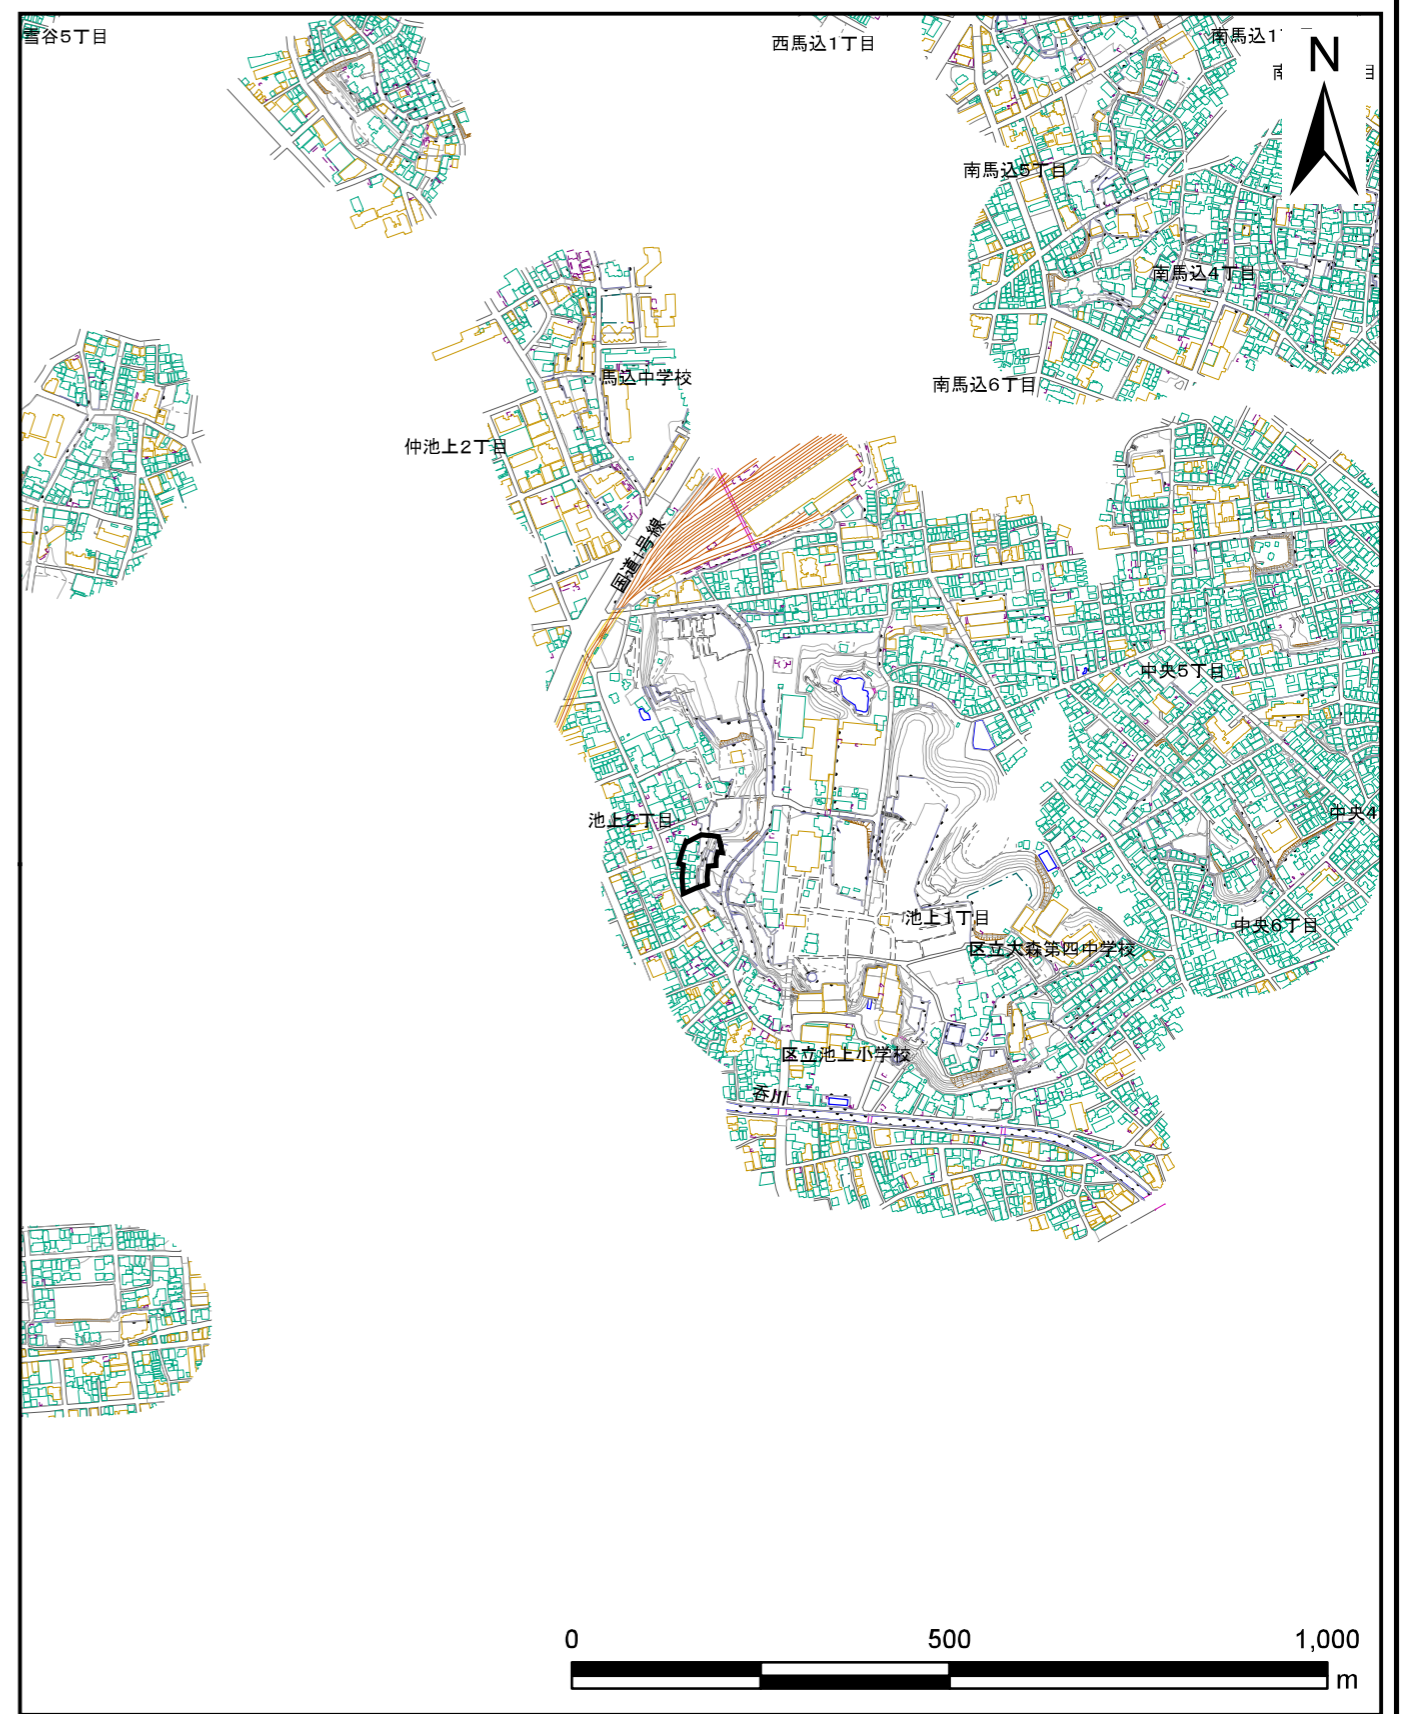 雪谷5丁目
西馬込1丁目
南馬込1
N
南
目
南馬込5丁目
南馬込4丁目
馬込中学校
南馬込6丁目
仲池上2丁目
国道1号線
中央5丁目
池上2丁目
中央4
池上1丁目
中央6丁目
区立大森第四中学校
区立池上小学校
呑川
0 500 1,000
m